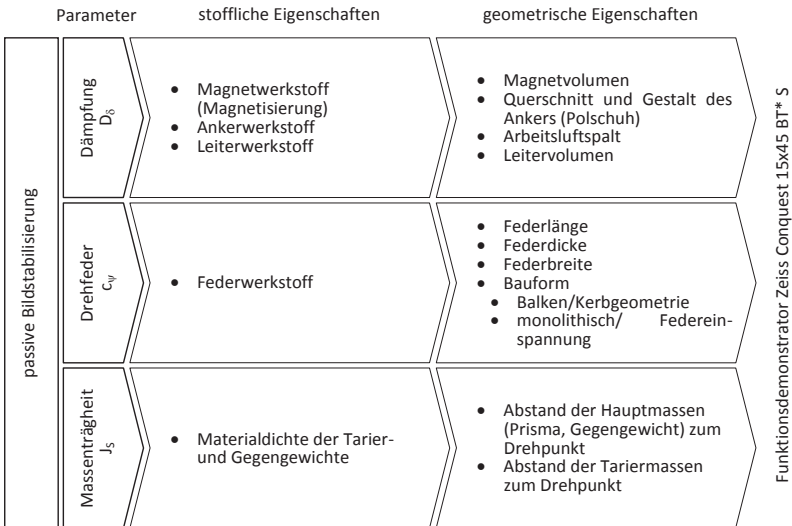 Parameter
stoffliche Eigenschaften
geometrische Eigenschaften
passive Bildstabilisierung
Dämpfung
Dδ
• Magnetwerkstoff
(Magnetisierung)
• Ankerwerkstoff
• Leiterwerkstoff
• Magnetvolumen
• Querschnitt und Gestalt des
Ankers (Polschuh)
• Arbeitsluftspalt
• Leitervolumen
Drehfeder
cψ
• Federwerkstoff
• Federlänge
• Federdicke
• Federbreite
• Bauform
• Balken/Kerbgeometrie
• monolithisch/ Federein-
spannung
Massenträgheit
JS
• Materialdichte der Tarier-
und Gegengewichte
• Abstand der Hauptmassen
(Prisma, Gegengewicht) zum
Drehpunkt
• Abstand der Tariermassen
zum Drehpunkt
Funktionsdemonstrator Zeiss Conquest 15x45 BT* S